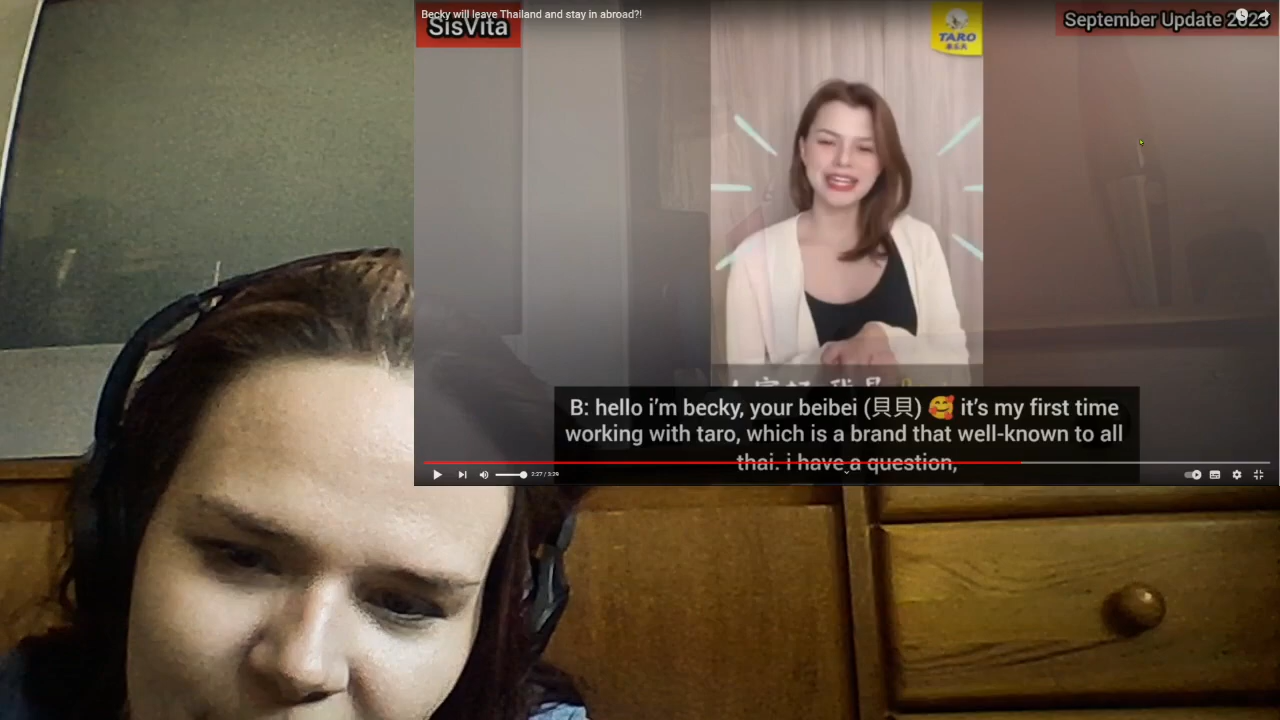 Becky will leave Thailand and stay in abroad?!
SisVita
September Update 2023
TARO
B: hello i’m becky, your beibei (貝貝) 🥰 it’s my first time
working with taro, which is a brand that well-known to all
thai. i have a question,
2:27 / 3:29